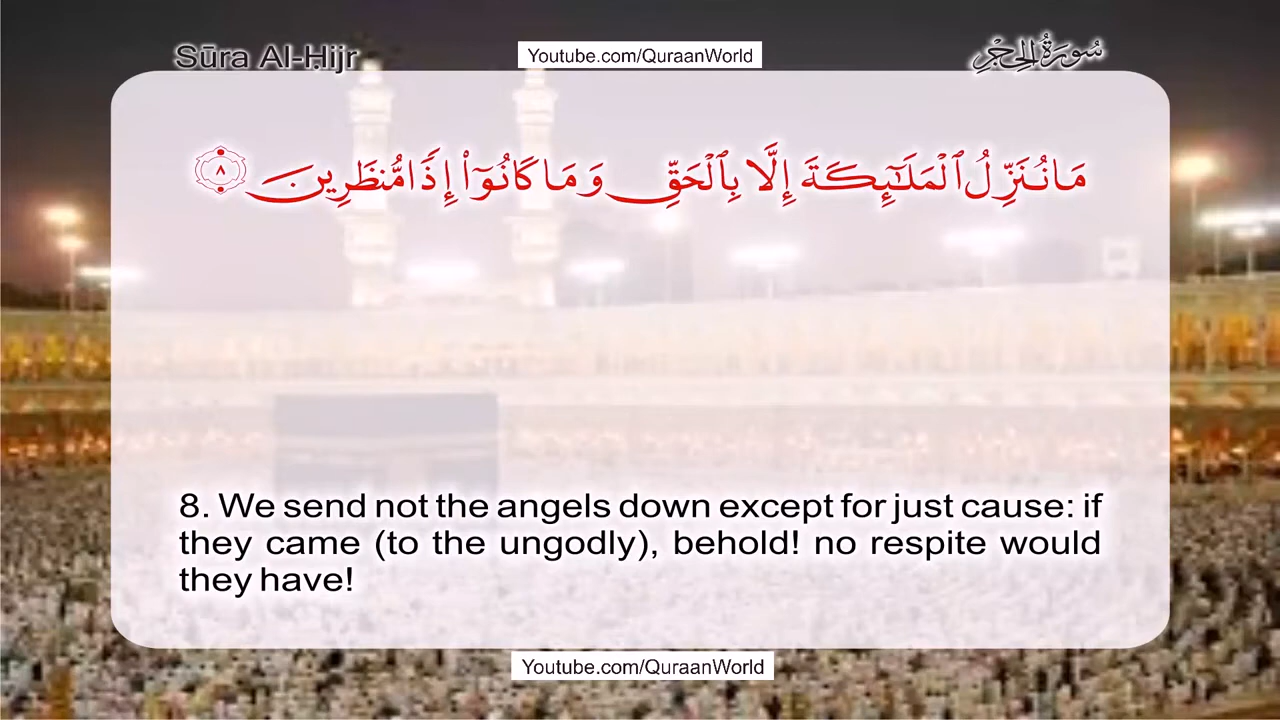 Sūra Al-Ḥijr
Youtube.com/QuraanWorld
سُورَةُ الحِجْرِ
مَا نُنَزِّلُ ٱلْمَلَـٰٓئِكَةَ إِلَّا بِٱلْحَقِّ وَمَا كَانُوٓا۟ إِذًا مُّنظَرِينَ ٨
8. We send not the angels down except for just cause: if
they came (to the ungodly), behold! no respite would
they have!
Youtube.com/QuraanWorld